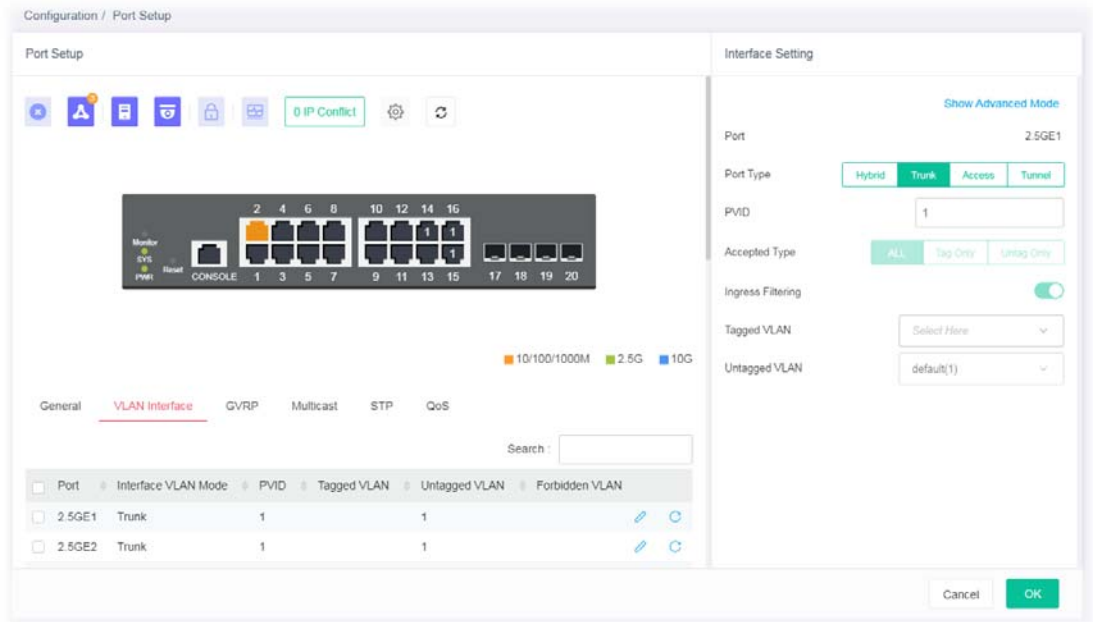 Configuration / Port Setup
Port Setup
0 IP Conflict
2 4 6 8 10 12 14 16
1 1
1
Monitor
SYS
PWR
Reset
CONSOLE
1 3 5 7 9 11 13 15 17 18 19 20
10/100/1000M 2.5G 10G
General VLAN Interface GVRP Multicast STP QoS
Search :
Port Interface VLAN Mode PVID Tagged VLAN Untagged VLAN Forbidden VLAN
2.5GE1 Trunk 1 1
2.5GE2 Trunk 1 1
Interface Setting
Show Advanced Mode
Port 2.5GE1
Port Type Hybrid Trunk Access Tunnel
PVID 1
Accepted Type ALL Tag Only Untag Only
Ingress Filtering
Tagged VLAN Select Here
Untagged VLAN default(1)
Cancel OK